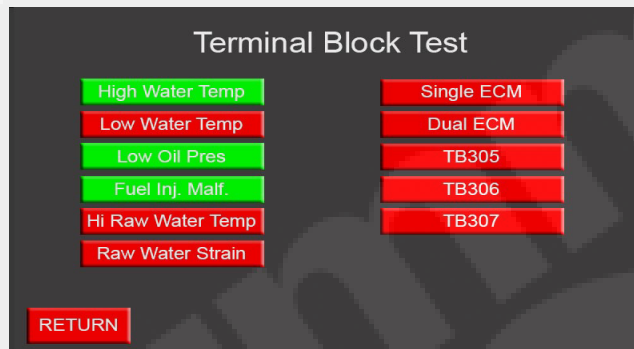 Terminal Block Test
High Water Temp
Low Water Temp
Low Oil Pres
Fuel Inj. Malf.
Hi Raw Water Temp
Raw Water Strain
Single ECM
Dual ECM
TB305
TB306
TB307
RETURN